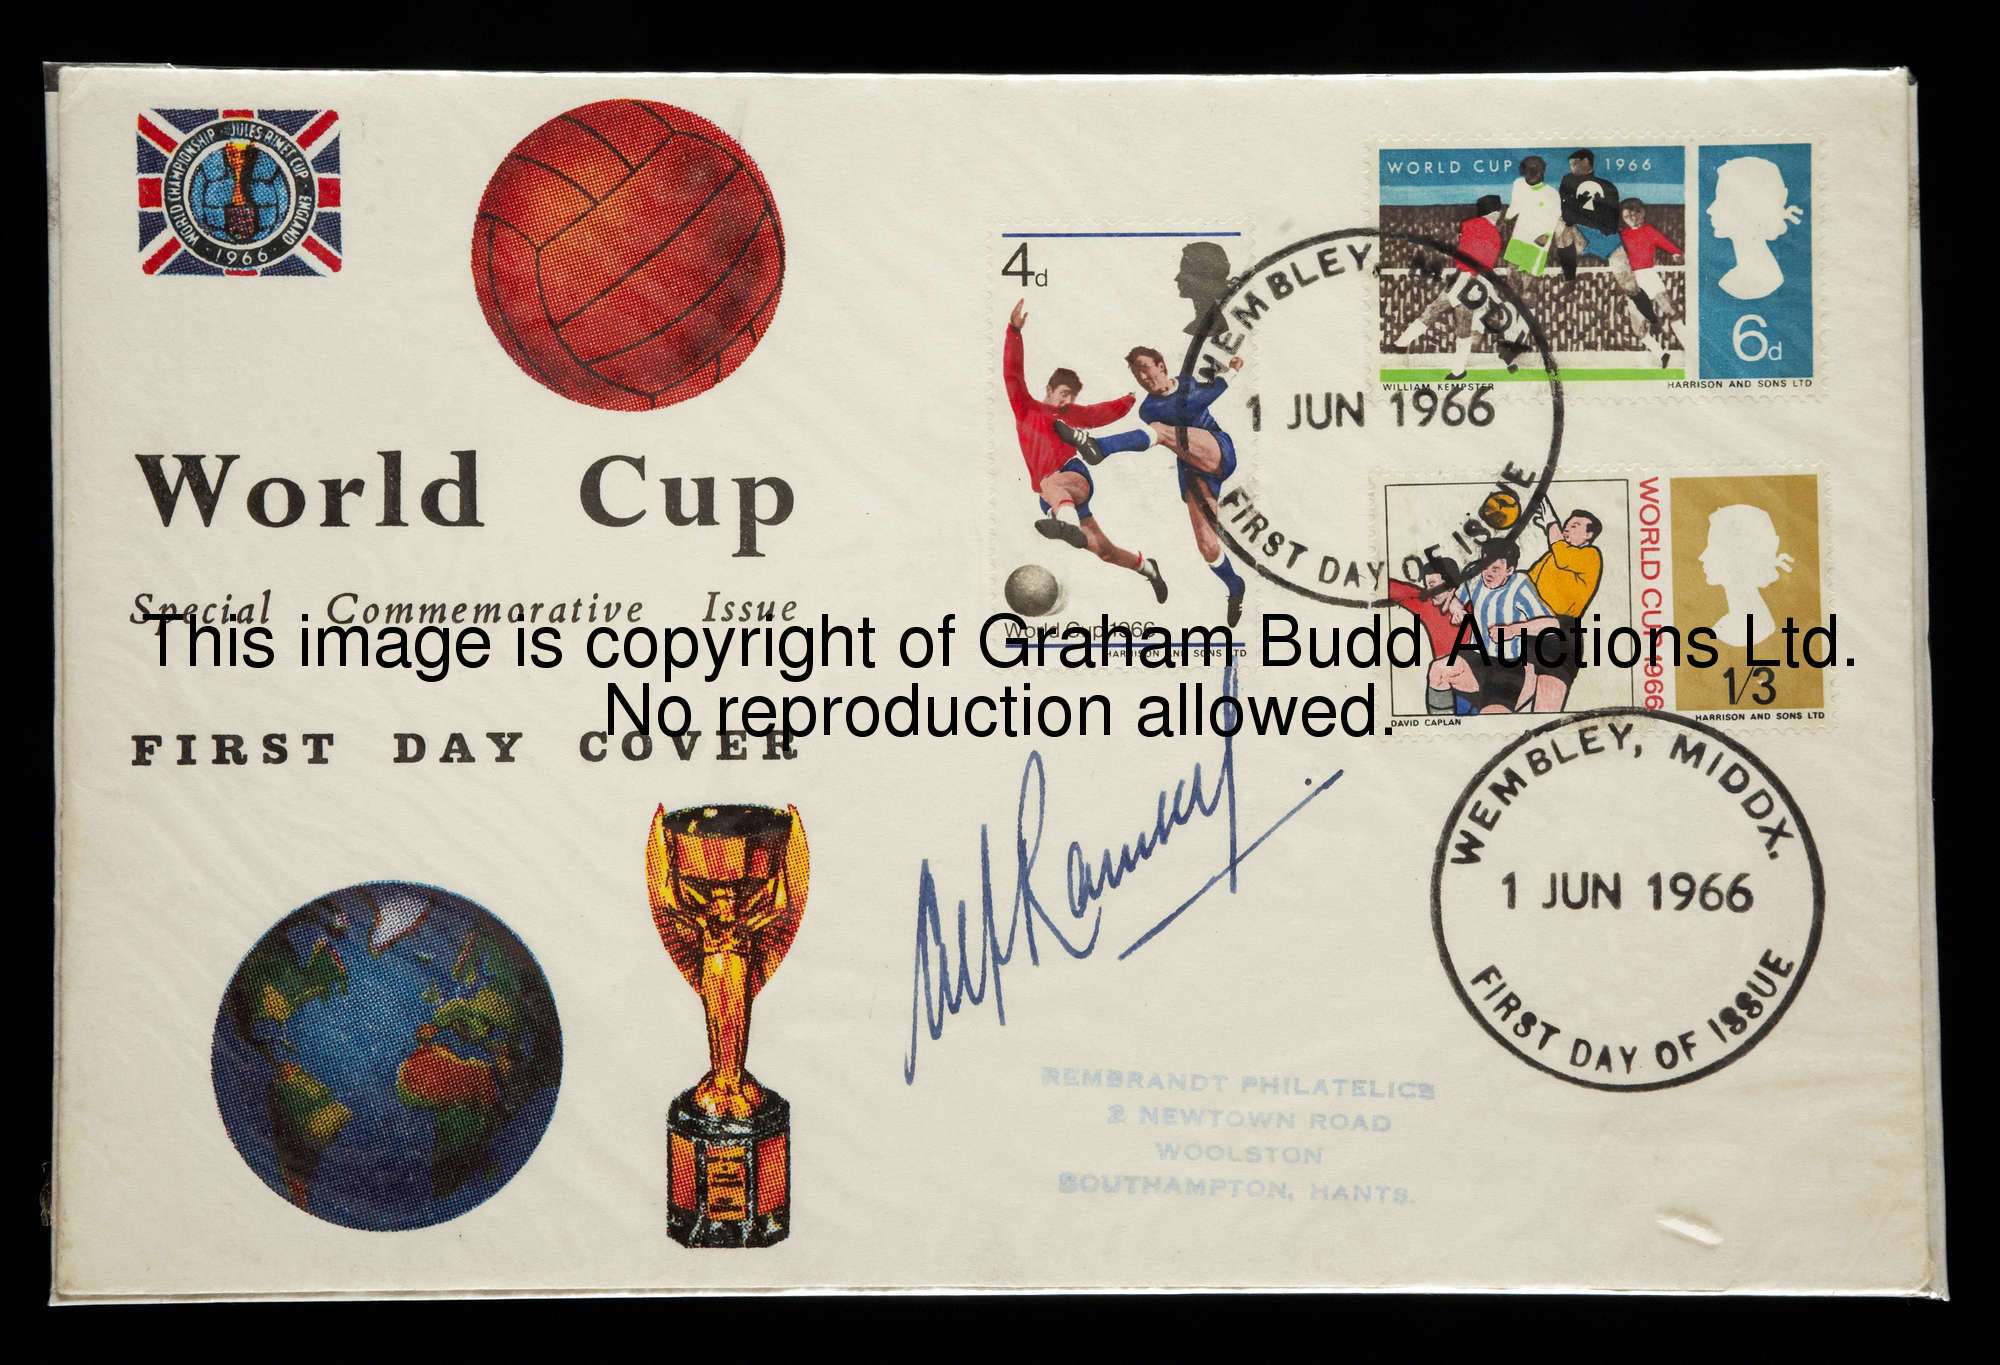 WORLD CHAMPIONSHIP · JULES RIMET CUP · ENGLAND
· 1966 ·
World Cup
Special Commemorative Issue
FIRST DAY COVER
4d
World Cup 1966
HARRISON AND SONS LTD
WORLD CUP 1966
6d
WILLIAM KEMPSTER
HARRISON AND SONS LTD
WEMBLEY, MIDDX.
1 JUN 1966
FIRST DAY OF ISSUE
WORLD CUP 1966
1/3
DAVID CAPLAN
HARRISON AND SONS LTD
This image is copyright of Graham Budd Auctions Ltd.
No reproduction allowed.
Alf Ramsey.
WEMBLEY, MIDDX.
1 JUN 1966
FIRST DAY OF ISSUE
REMBRANDT PHILATELICS
2 NEWTOWN ROAD
WOOLSTON
SOUTHAMPTON, HANTS.